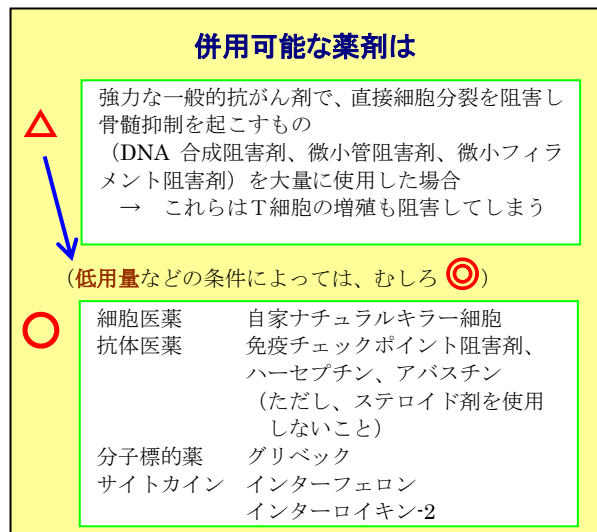 併用可能な薬剤は
強力な一般的抗がん剤で、直接細胞分裂を阻害し
骨髄抑制を起こすもの
（DNA 合成阻害剤、微小管阻害剤、微小フィラ
メント阻害剤）を大量に使用した場合
→ これらはＴ細胞の増殖も阻害してしまう
（低用量などの条件によっては、むしろ ◎）
細胞医薬 自家ナチュラルキラー細胞
抗体医薬 免疫チェックポイント阻害剤、
ハーセプチン、アバスチン
（ただし、ステロイド剤を使用
しないこと）
分子標的薬 グリベック
サイトカイン インターフェロン
インターロイキン-2